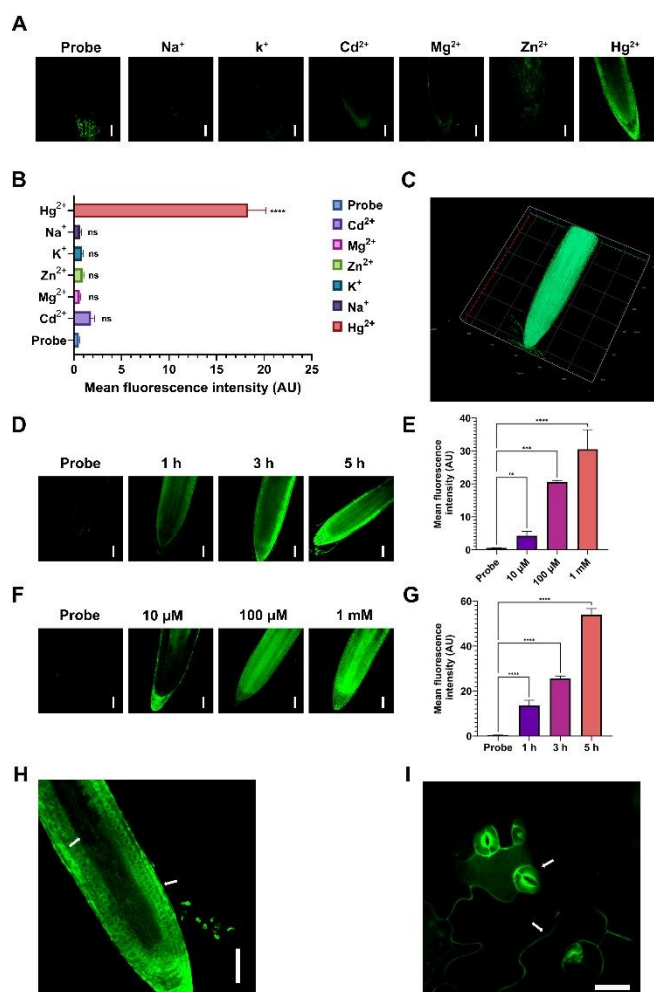 A
Probe Na⁺ k⁺ Cd²⁺ Mg²⁺ Zn²⁺ Hg²⁺
B
Hg²⁺ ****
Na⁺ ns
K⁺ ns
Zn²⁺ ns
Mg²⁺ ns
Cd²⁺ ns
Probe
0 5 10 15 20 25
Mean fluorescence intensity (AU)
Probe
Cd²⁺
Mg²⁺
Zn²⁺
K⁺
Na⁺
Hg²⁺
C
D
Probe 1 h 3 h 5 h
E
Mean fluorescence
intensity (AU)
40
30
20
10
0
****
***
ns
Probe 10 µM 100 µM 1 mM
F
Probe 10 µM 100 µM 1 mM
G
Mean fluorescence
intensity (AU)
60
40
20
0
****
****
****
Probe 1 h 3 h 5 h
H
I